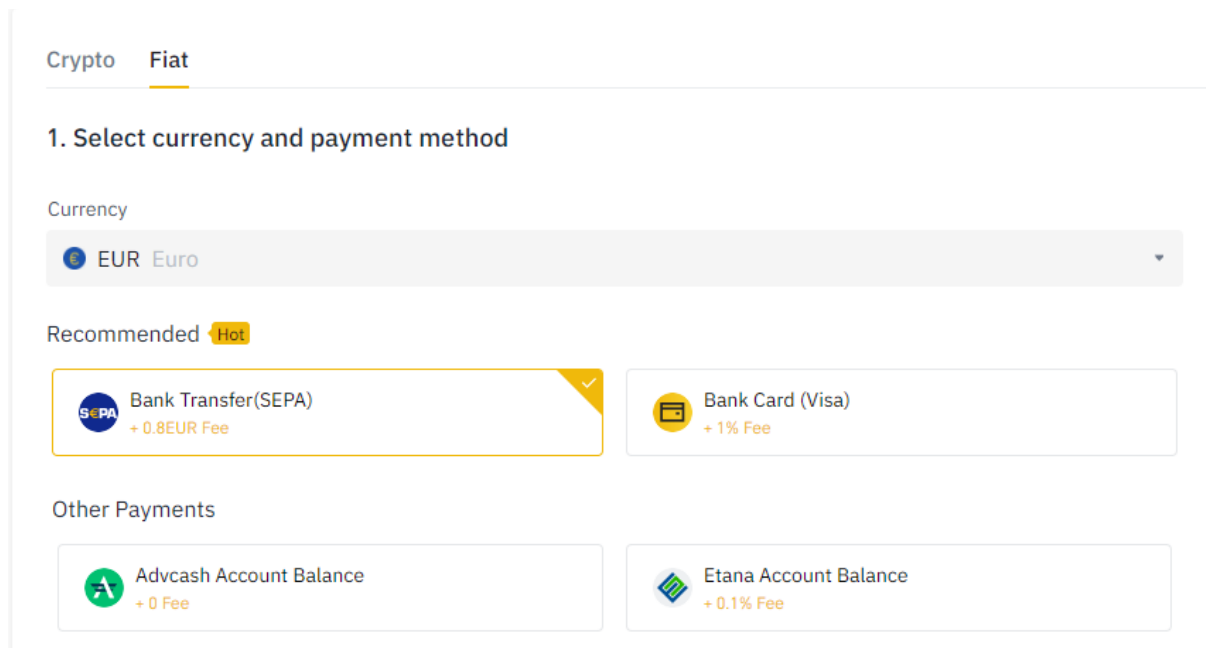 Crypto Fiat
1. Select currency and payment method
Currency
€ EUR Euro
Recommended Hot
S€PA Bank Transfer(SEPA)
+ 0.8EUR Fee
Bank Card (Visa)
+ 1% Fee
Other Payments
Advcash Account Balance
+ 0 Fee
Etana Account Balance
+ 0.1% Fee